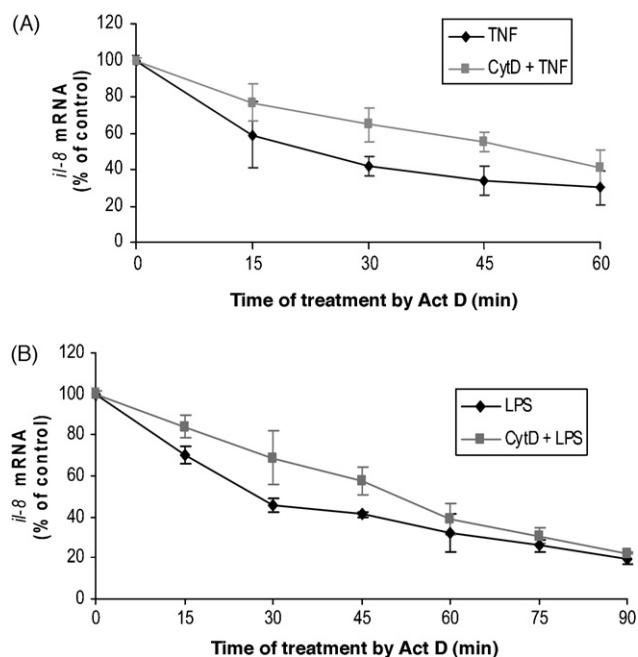 (A)
120
100
80
60
40
20
0
il-8 mRNA
(% of control)
TNF
CytD + TNF
0 15 30 45 60
Time of treatment by Act D (min)
(B)
120
100
80
60
40
20
0
il-8 mRNA
(% of control)
LPS
CytD + LPS
0 15 30 45 60 75 90
Time of treatment by Act D (min)